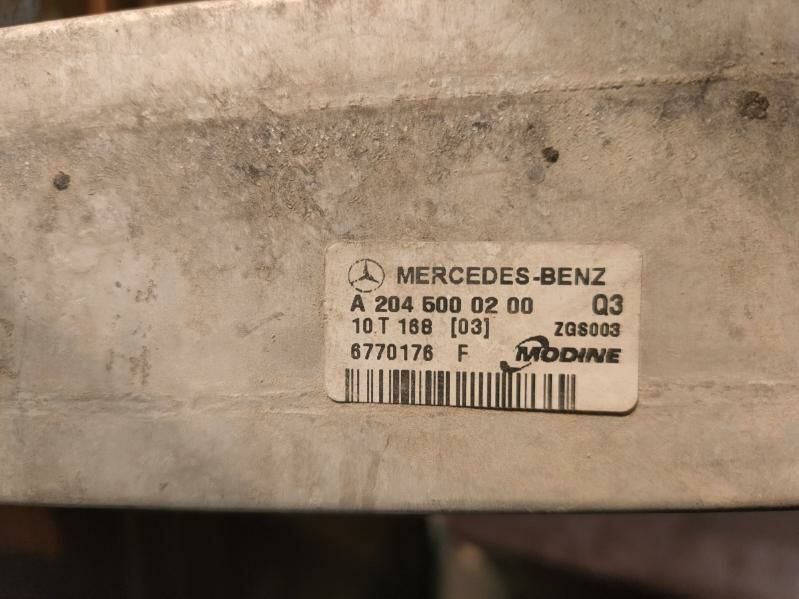 MERCEDES-BENZ
A 204 500 02 00 Q3
10 T 168 [03] ZGS003
6770176 F MODINE